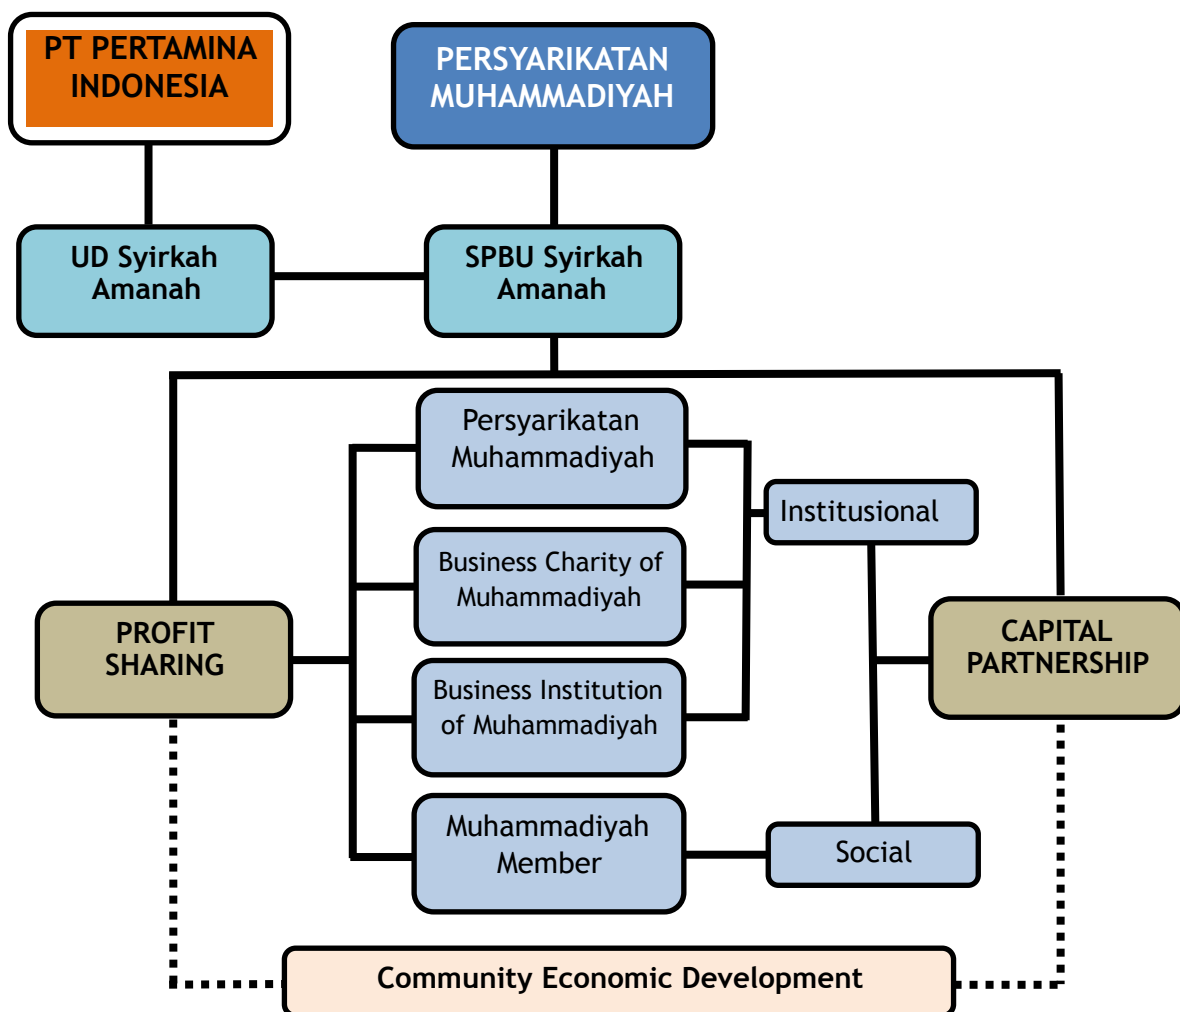 PT PERTAMINA
INDONESIA
PERSYARIKATAN
MUHAMMADIYAH
UD Syirkah
Amanah
SPBU Syirkah
Amanah
Persyarikatan
Muhammadiyah
Institusional
Business Charity of
Muhammadiyah
PROFIT
SHARING
CAPITAL
PARTNERSHIP
Business Institution
of Muhammadiyah
Muhammadiyah
Member
Social
Community Economic Development